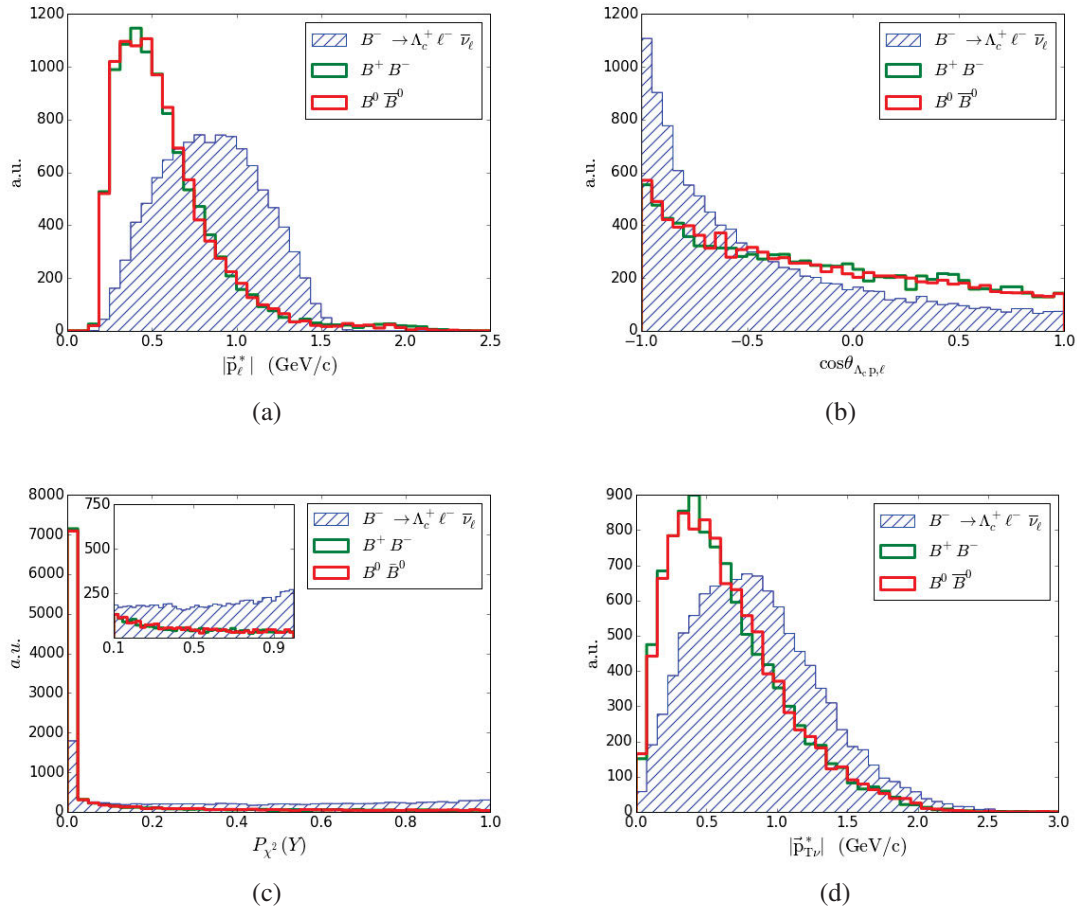 1200
1000
800
600
400
200
0
a.u.
B⁻ → Λc⁺ ℓ⁻ ν̄ℓ
B⁺ B⁻
B⁰ B̄⁰
0.0 0.5 1.0 1.5 2.0 2.5
|p⃗*ℓ| (GeV/c)
(a)
1200
1000
800
600
400
200
0
a.u.
B⁻ → Λc⁺ ℓ⁻ ν̄ℓ
B⁺ B⁻
B⁰ B̄⁰
−1.0 −0.5 0.0 0.5 1.0
cosθΛc p,ℓ
(b)
8000
7000
6000
5000
4000
3000
2000
1000
0
a.u.
750
500
250
0.1 0.5 0.9
B⁻ → Λc⁺ ℓ⁻ ν̄ℓ
B⁺ B⁻
B⁰ B̄⁰
0.0 0.2 0.4 0.6 0.8 1.0
Pχ²(Y)
(c)
900
800
700
600
500
400
300
200
100
0
a.u.
B⁻ → Λc⁺ ℓ⁻ ν̄ℓ
B⁺ B⁻
B⁰ B̄⁰
0.0 0.5 1.0 1.5 2.0 2.5 3.0
|p⃗*Tν| (GeV/c)
(d)